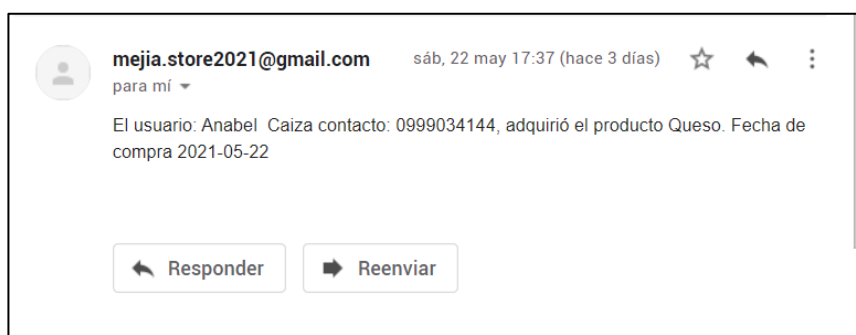 mejia.store2021@gmail.com sáb, 22 may 17:37 (hace 3 días)
para mí
El usuario: Anabel Caiza contacto: 0999034144, adquirió el producto Queso. Fecha de
compra 2021-05-22
Responder Reenviar